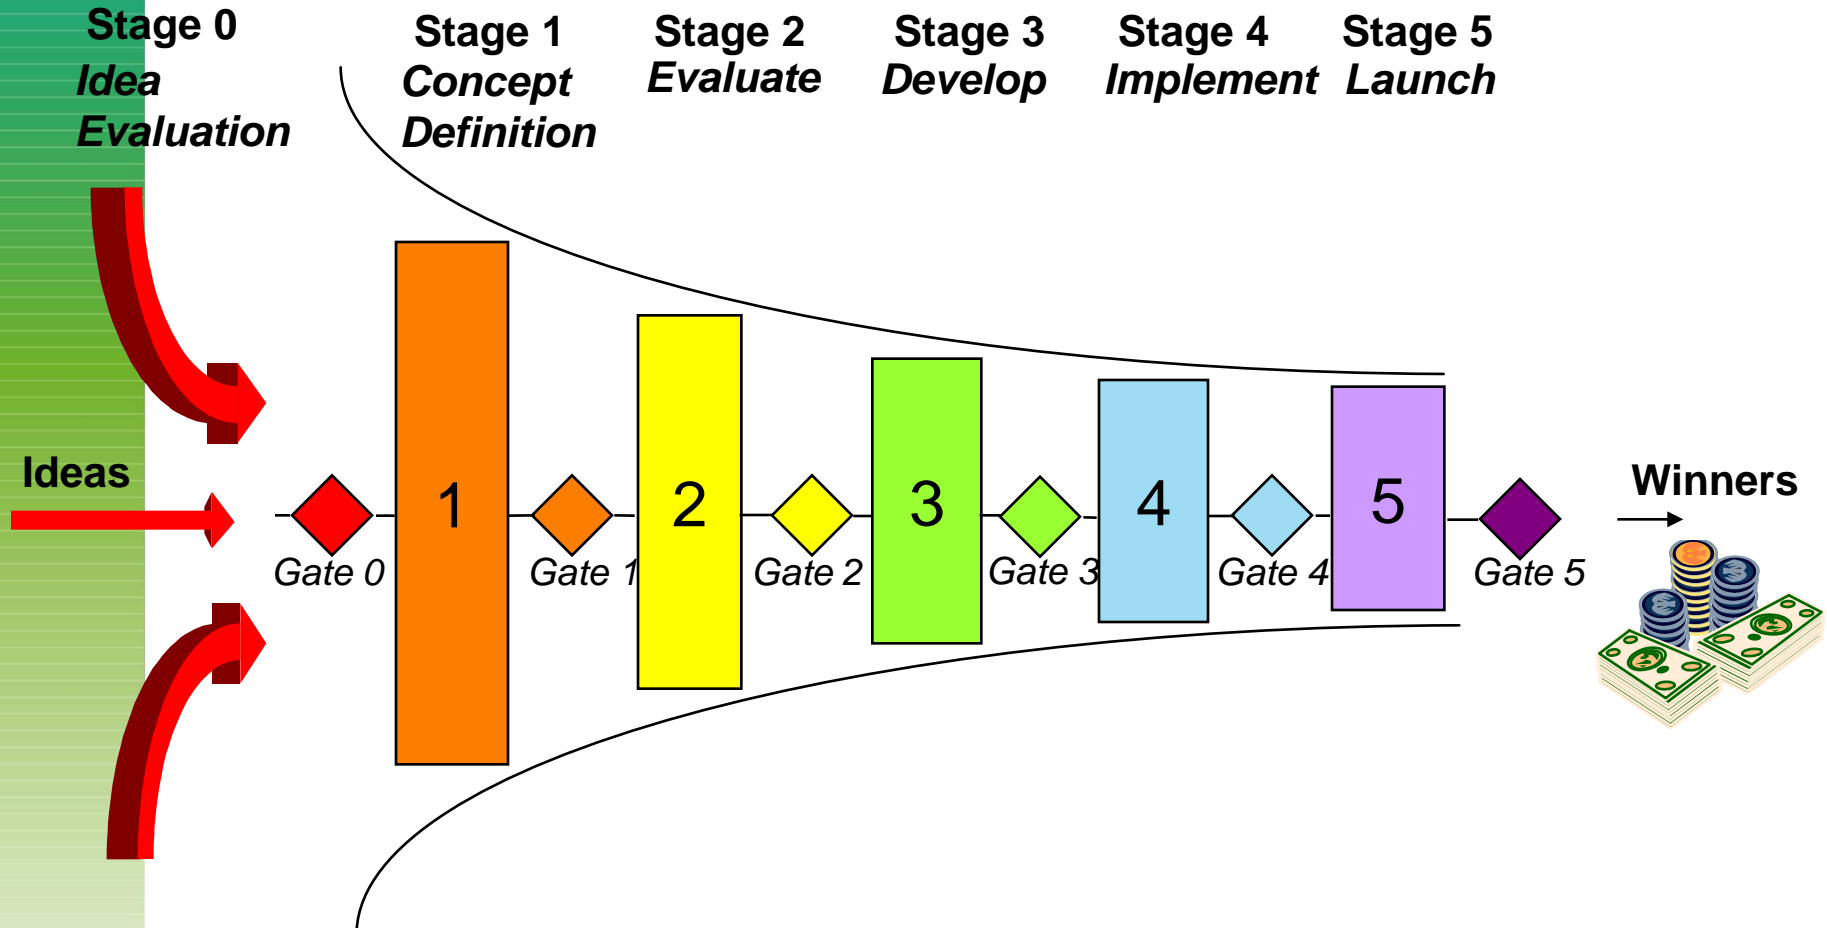 Stage 0
Idea
Evaluation
Stage 1
Concept
Definition
Stage 2
Evaluate
Stage 3
Develop
Stage 4
Implement
Stage 5
Launch
Ideas
1
2
3
4
5
Winners
Gate 0
Gate 1
Gate 2
Gate 3
Gate 4
Gate 5